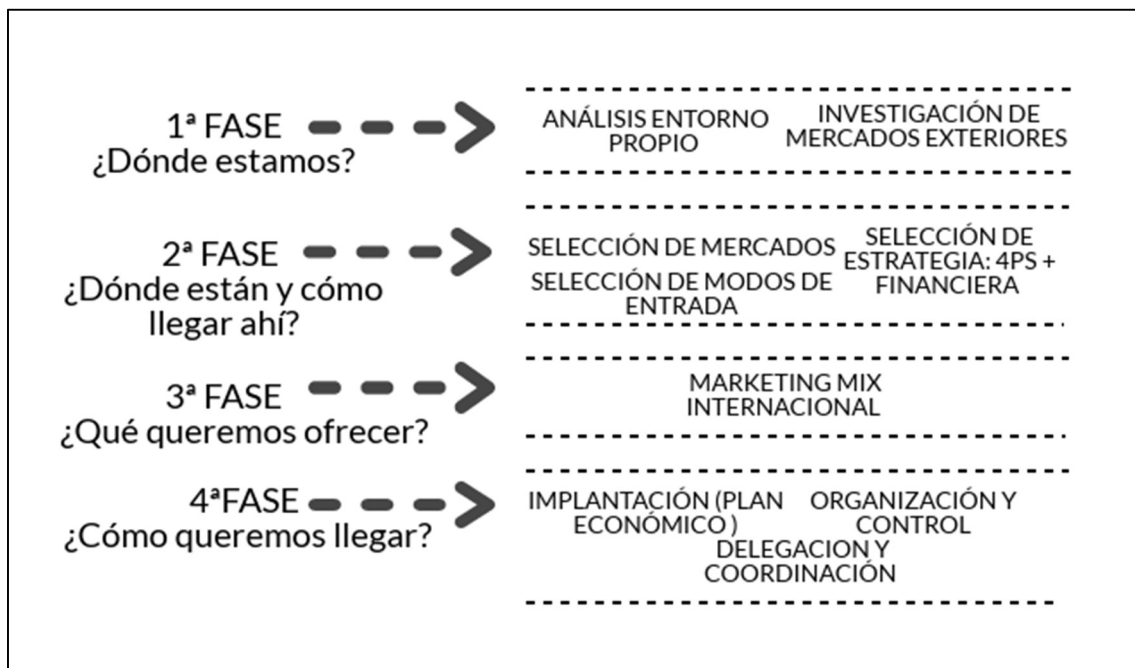 1ª FASE
¿Dónde estamos?
ANÁLISIS ENTORNO
PROPIO
INVESTIGACIÓN DE
MERCADOS EXTERIORES
2ª FASE
¿Dónde están y cómo
llegar ahí?
SELECCIÓN DE MERCADOS
SELECCIÓN DE MODOS DE
ENTRADA
SELECCIÓN DE
ESTRATEGIA: 4PS +
FINANCIERA
3ª FASE
¿Qué queremos ofrecer?
MARKETING MIX
INTERNACIONAL
4ªFASE
¿Cómo queremos llegar?
IMPLANTACIÓN (PLAN
ECONÓMICO )
ORGANIZACIÓN Y
CONTROL
DELEGACION Y
COORDINACIÓN